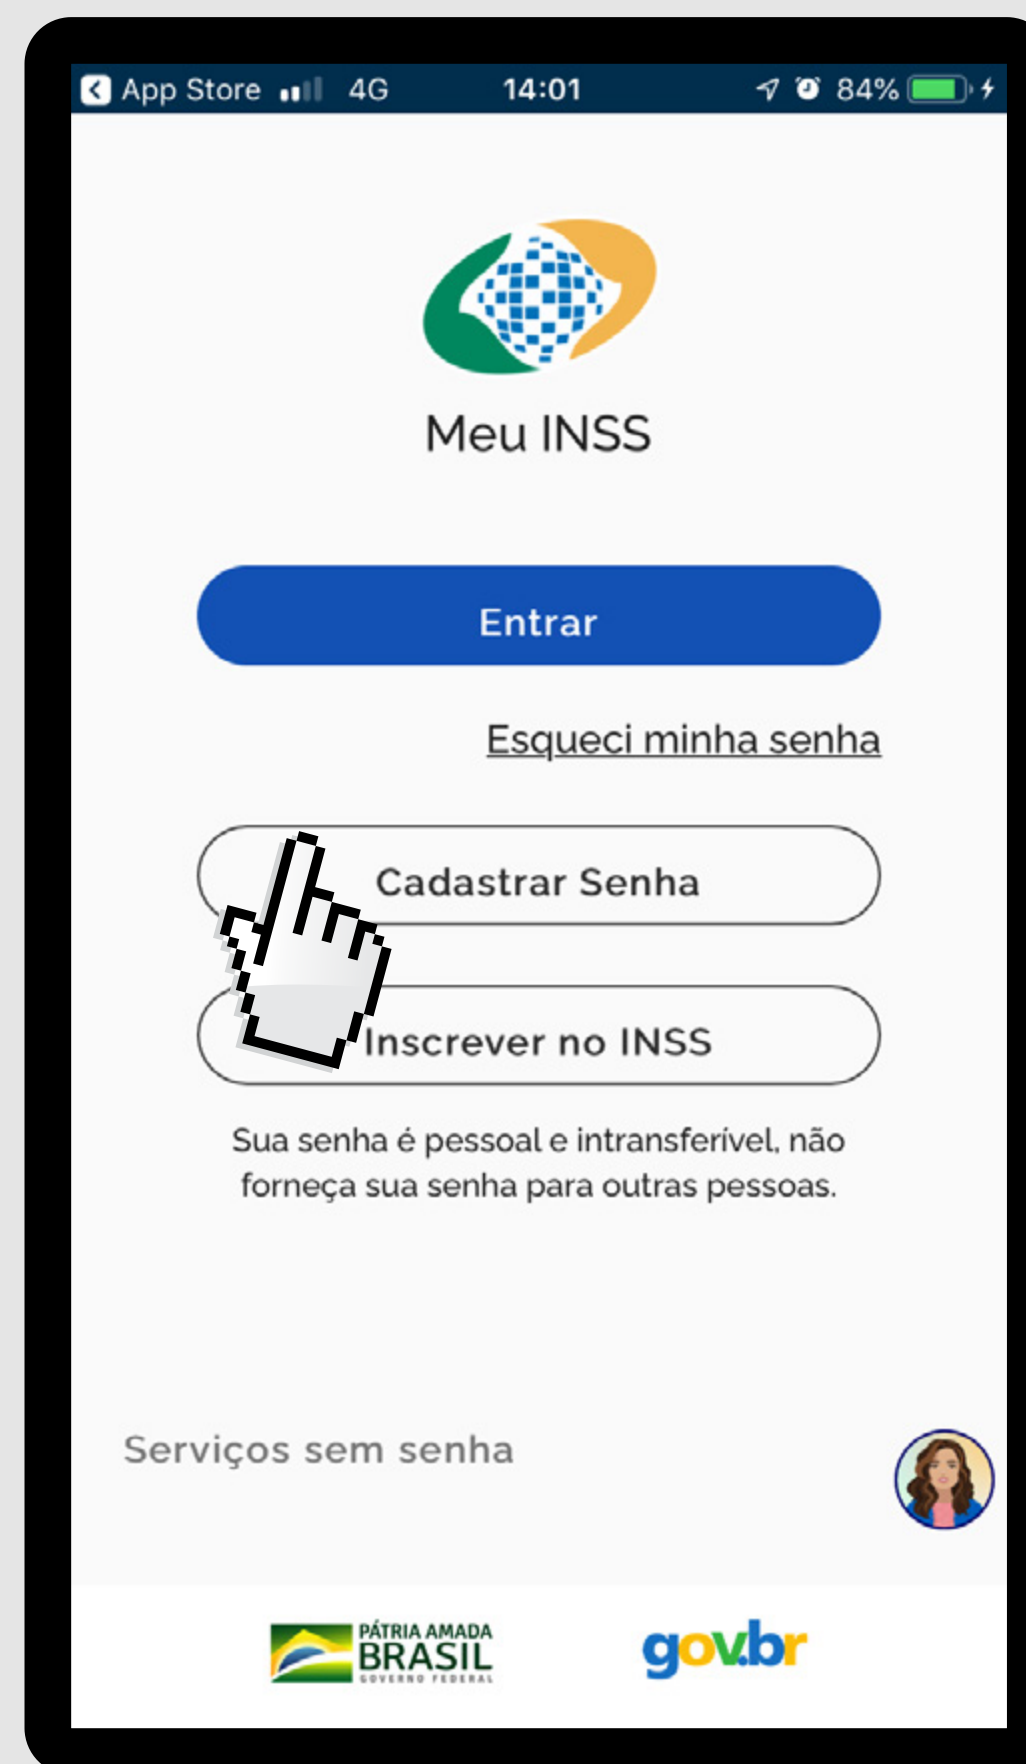 App Store 4G 14:01 84%
Meu INSS
Entrar
Esqueci minha senha
Cadastrar Senha
Inscrever no INSS
Sua senha é pessoal e intransferível, não
forneça sua senha para outras pessoas.
Serviços sem senha
PÁTRIA AMADA
BRASIL
GOVERNO FEDERAL
gov.br